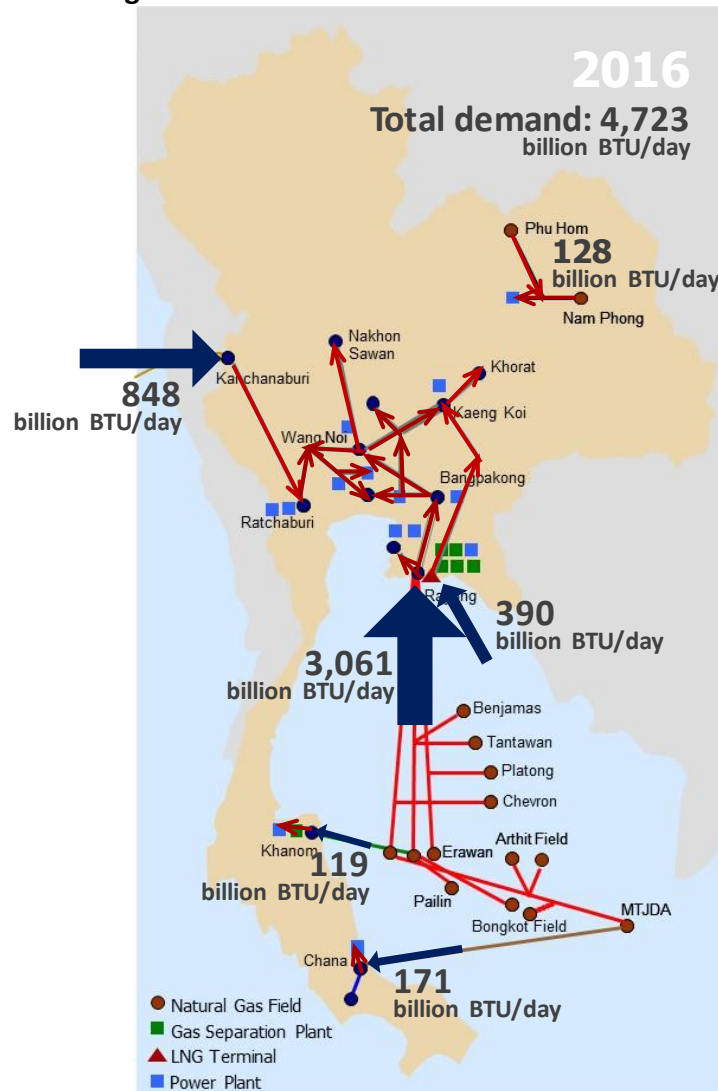 2016
Total demand: 4,723
billion BTU/day
Phu Hom
128
billion BTU/day
Nam Phong
Nakhon
Sawan
Khorat
Kanchanaburi
848
billion BTU/day
Kaeng Koi
Wang Noi
Bangpakong
Ratchaburi
Rayong
390
billion BTU/day
3,061
billion BTU/day
Benjamas
Tantawan
Platong
Chevron
Khanom
119
billion BTU/day
Erawan
Arthit Field
Pailin
Bongkot Field
MTJDA
Chana
171
billion BTU/day
Natural Gas Field
Gas Separation Plant
LNG Terminal
Power Plant